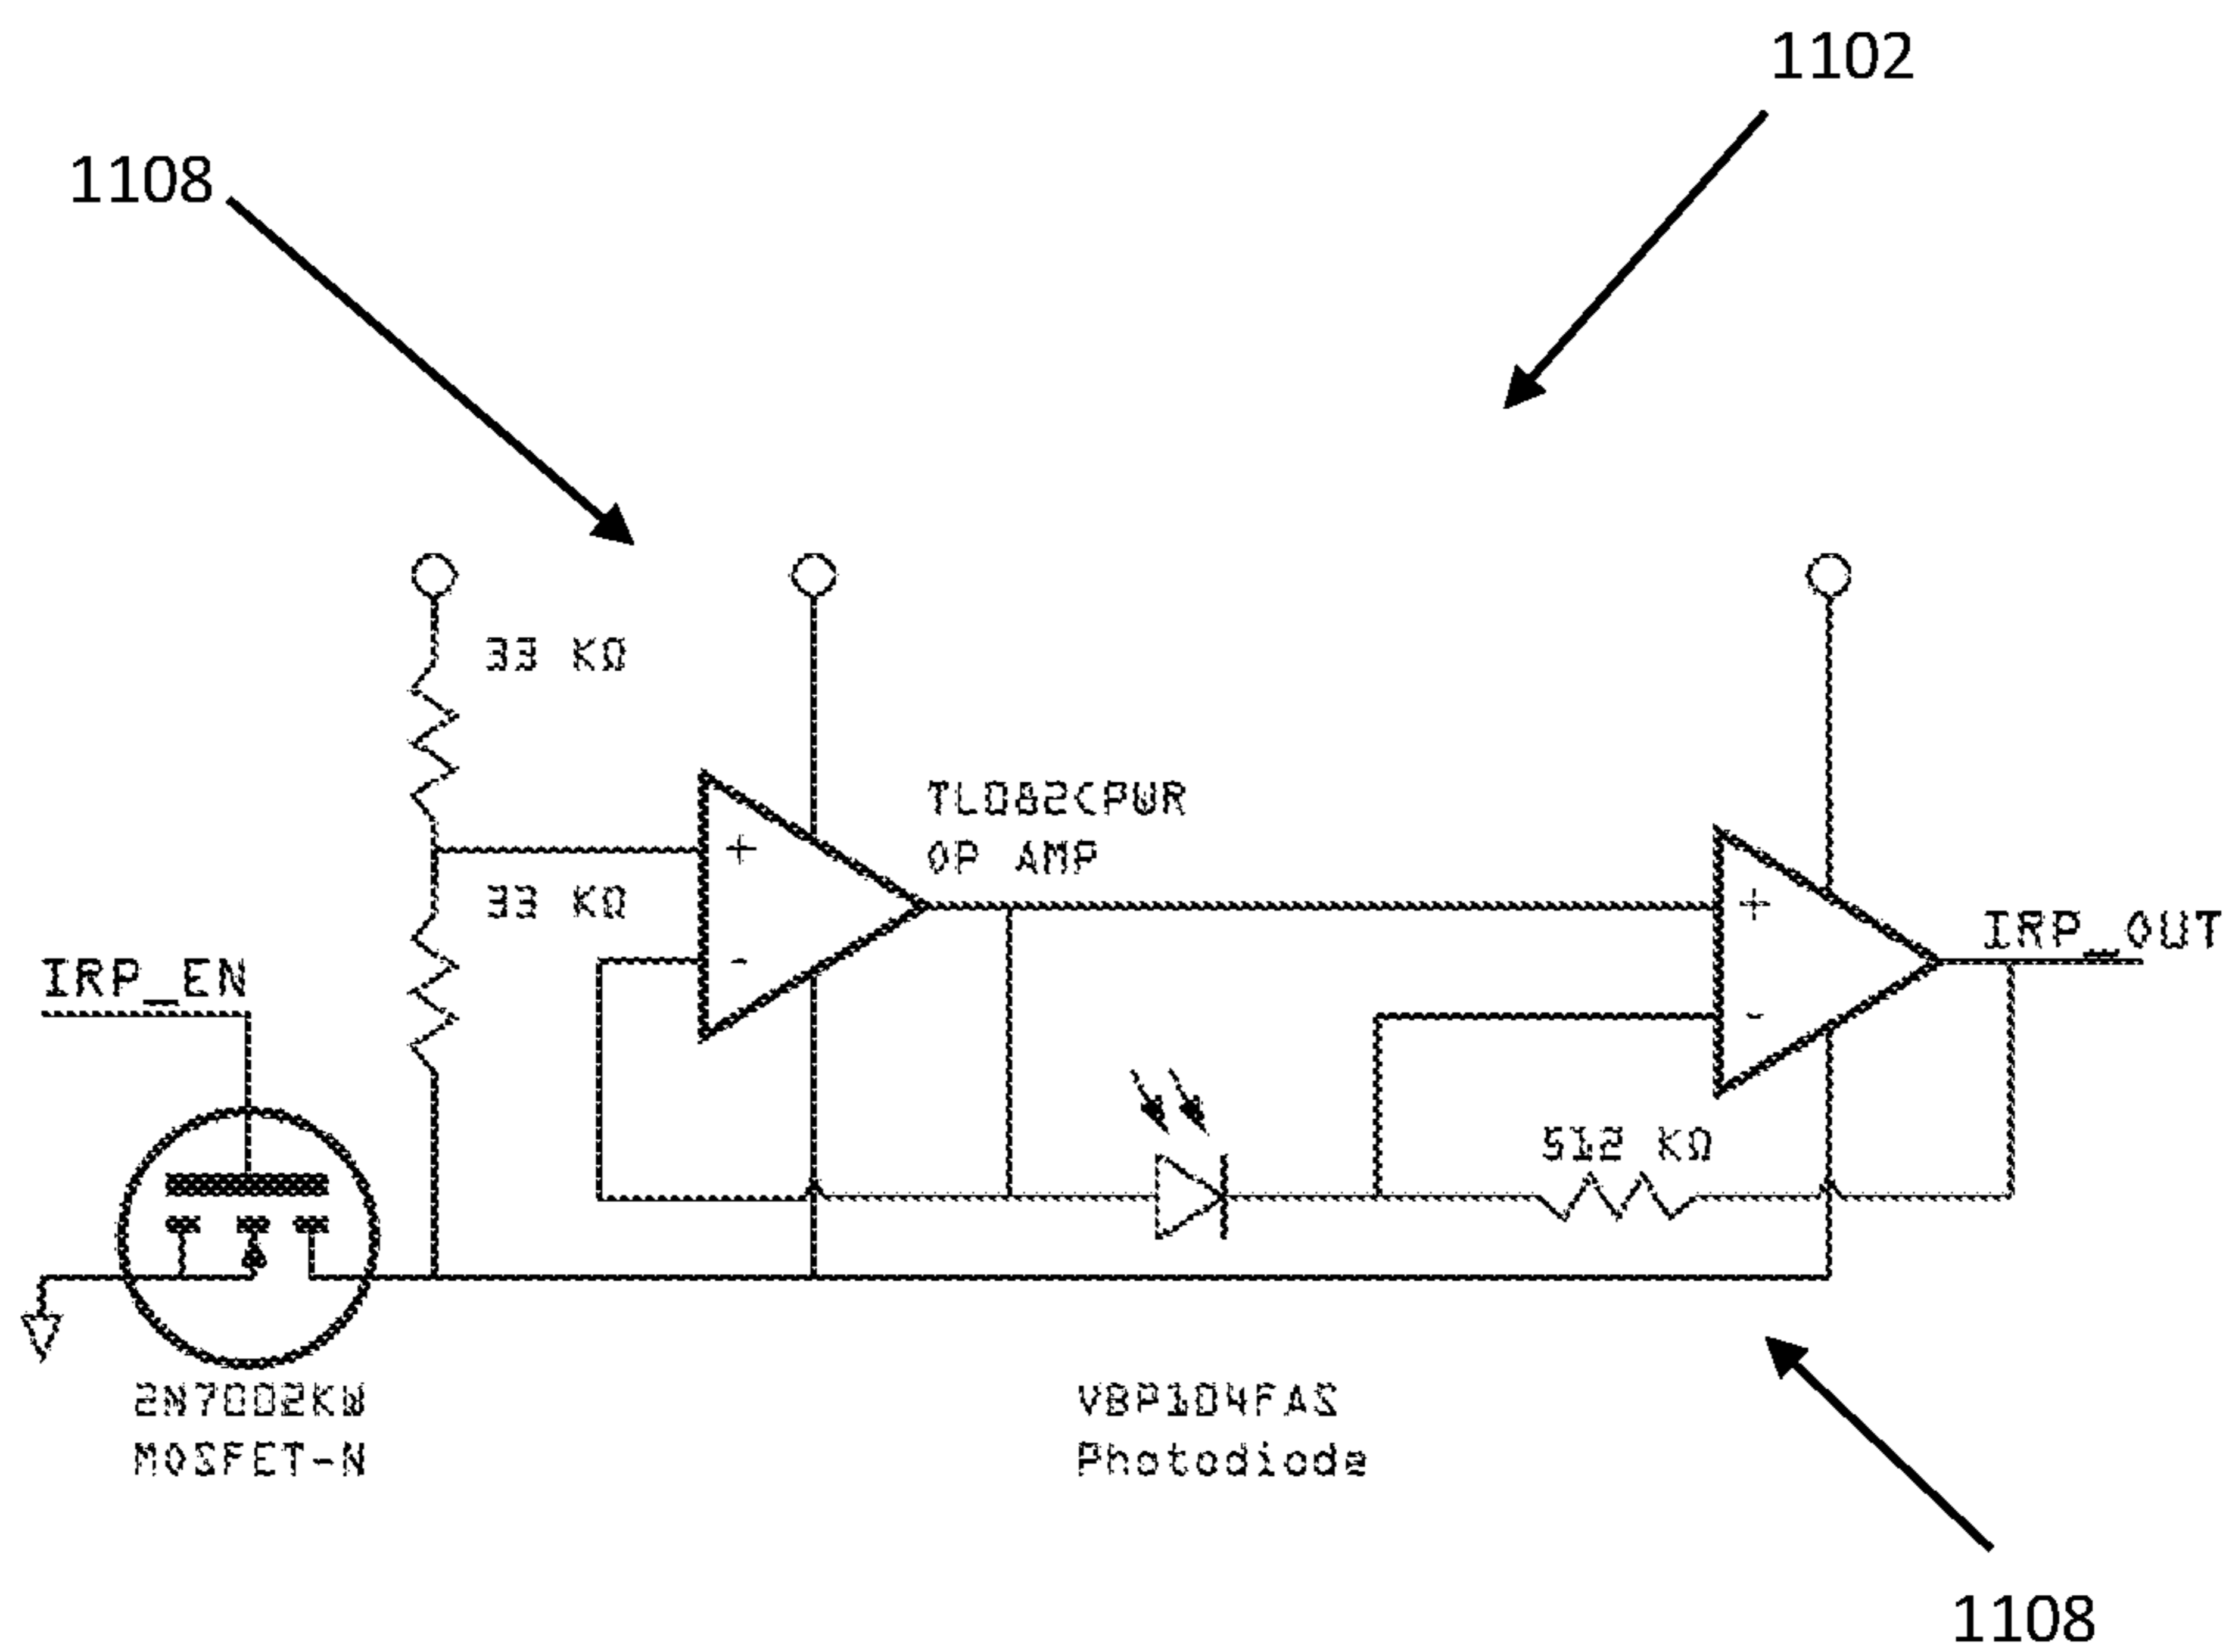 1102
1108
33 KΩ
TL082CPWR
OP AMP
33 KΩ
+
-
+
-
IRP_EN
IRP_OUT
512 KΩ
2N7002KW
MOSFET-N
VBP104FAS
Photodiode
1108